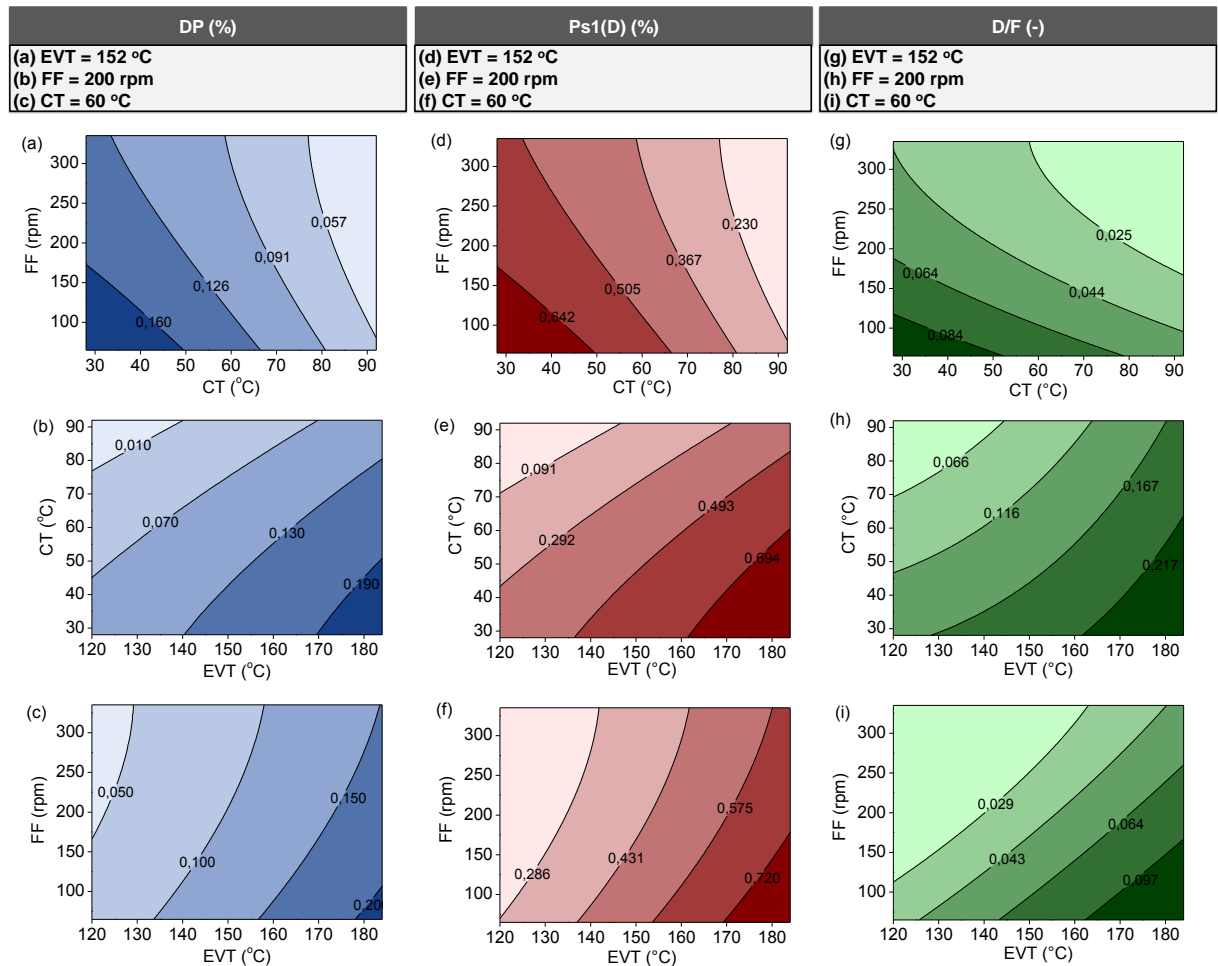 DP (%)
Ps1(D) (%)
D/F (-)
(a) EVT = 152 ºC
(b) FF = 200 rpm
(c) CT = 60 ºC
(d) EVT = 152 ºC
(e) FF = 200 rpm
(f) CT = 60 ºC
(g) EVT = 152 ºC
(h) FF = 200 rpm
(i) CT = 60 ºC
(a)
FF (rpm)
300
250
200
150
100
0,057
0,091
0,126
0,160
30 40 50 60 70 80 90
CT (°C)
(d)
FF (rpm)
300
250
200
150
100
0,230
0,367
0,505
0,642
30 40 50 60 70 80 90
CT (°C)
(g)
FF (rpm)
300
250
200
150
100
0,025
0,064
0,044
0,084
30 40 50 60 70 80 90
CT (°C)
(b)
CT (°C)
90
80
70
60
50
40
30
0,010
0,070
0,130
0,190
120 130 140 150 160 170 180
EVT (°C)
(e)
CT (°C)
90
80
70
60
50
40
30
0,091
0,493
0,292
0,694
120 130 140 150 160 170 180
EVT (°C)
(h)
CT (°C)
90
80
70
60
50
40
30
0,066
0,167
0,116
0,217
120 130 140 150 160 170 180
EVT (°C)
(c)
FF (rpm)
300
250
200
150
100
0,050
0,150
0,100
0,20
120 130 140 150 160 170 180
EVT (°C)
(f)
FF (rpm)
300
250
200
150
100
0,575
0,431
0,286
0,720
120 130 140 150 160 170 180
EVT (°C)
(i)
FF (rpm)
300
250
200
150
100
0,029
0,064
0,043
0,097
120 130 140 150 160 170 180
EVT (°C)